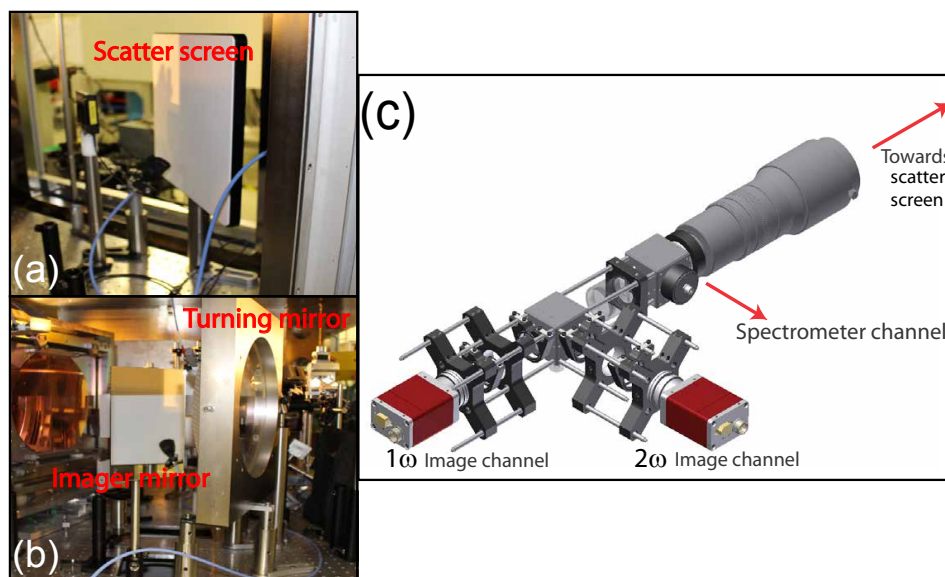 Scatter screen
(a)
Turning mirror
Imager mirror
(b)
(c)
Towards
scatter
screen
Spectrometer channel
1ω Image channel
2ω Image channel